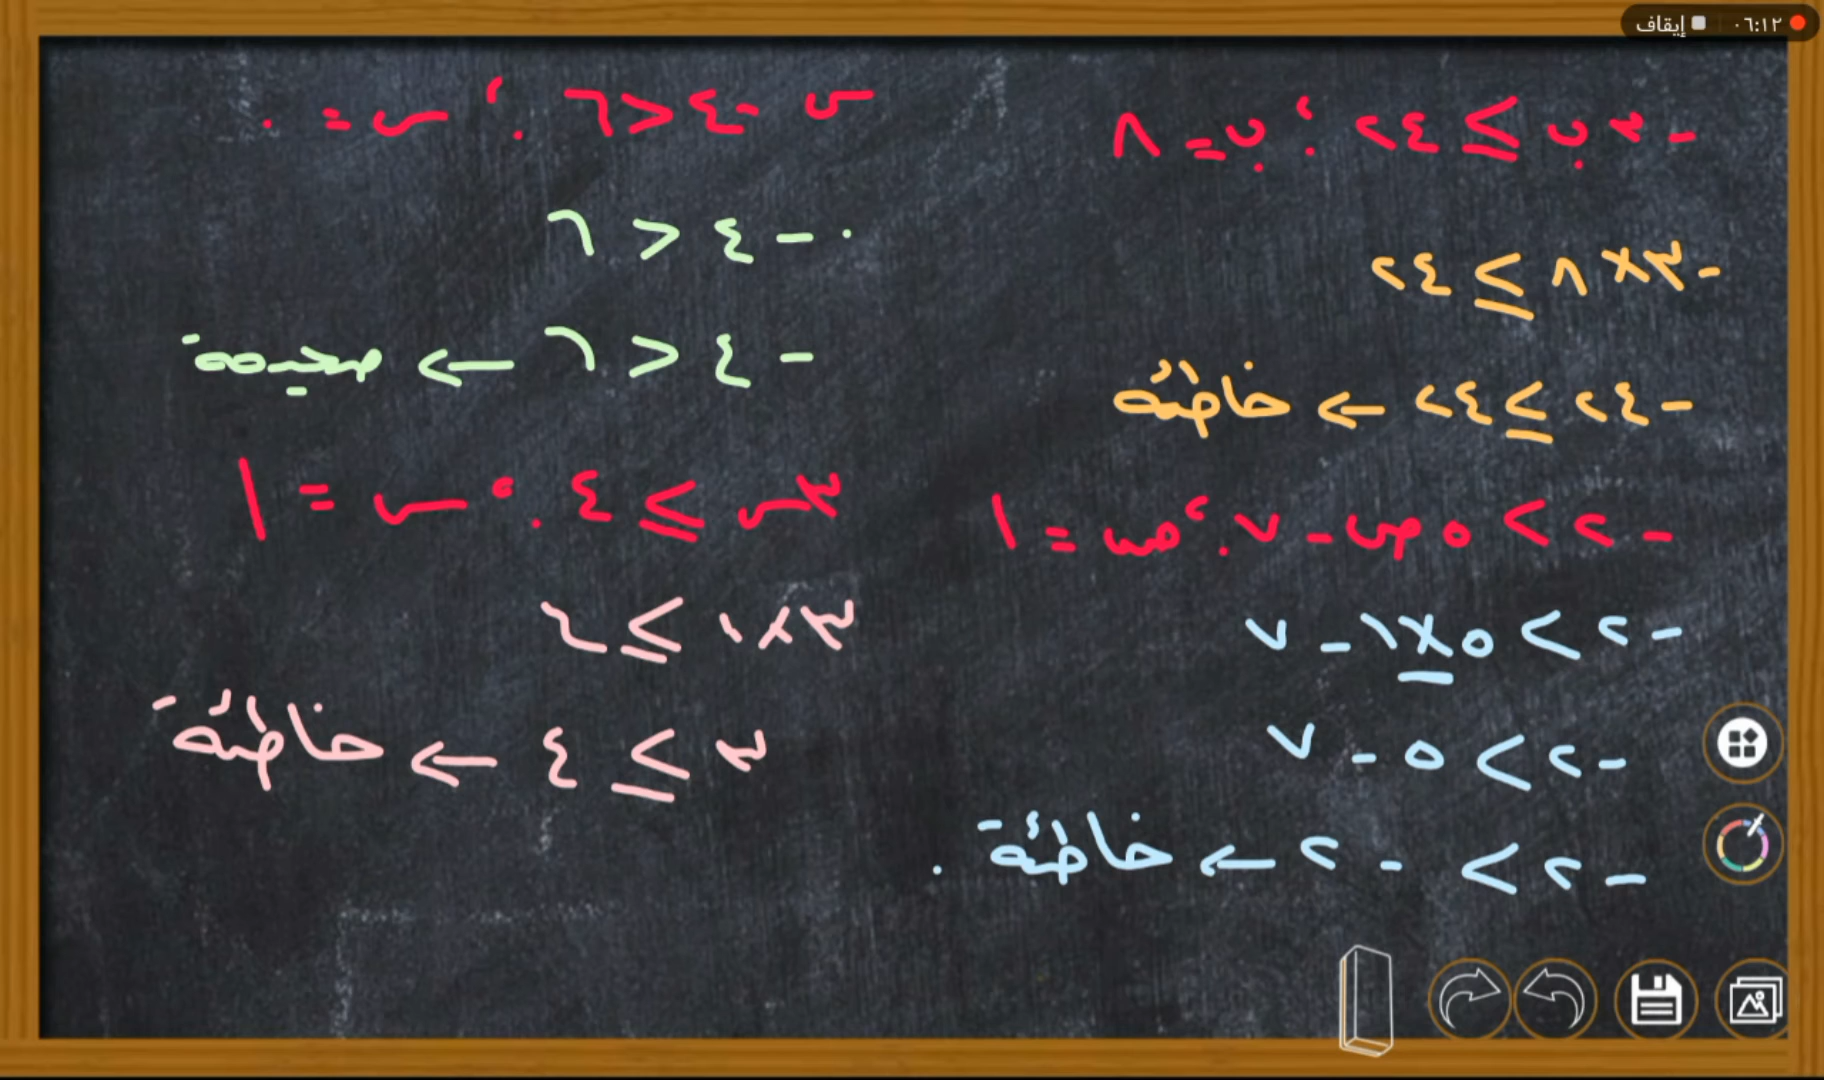 -٣ب ≥ ٢٤ ؛ ب = ٨
-٣×٨ ≥ ٢٤
-٢٤ ≥ ٢٤ ← خاطئة
-٢ > ٥ص - ٧ ؛ ص = ١
-٢ > ٥×١ - ٧
-٢ > ٥ - ٧
-٢ > -٢ ← خاطئة .
س - ٤ < ٦ ؛ س = ٠
٠ - ٤ < ٦
-٤ < ٦ ← صحيحة
٣س ≥ ٤ ؛ س = ١
٣×١ ≥ ٤
٣ ≥ ٤ ← خاطئة
٠٦:١٢
إيقاف